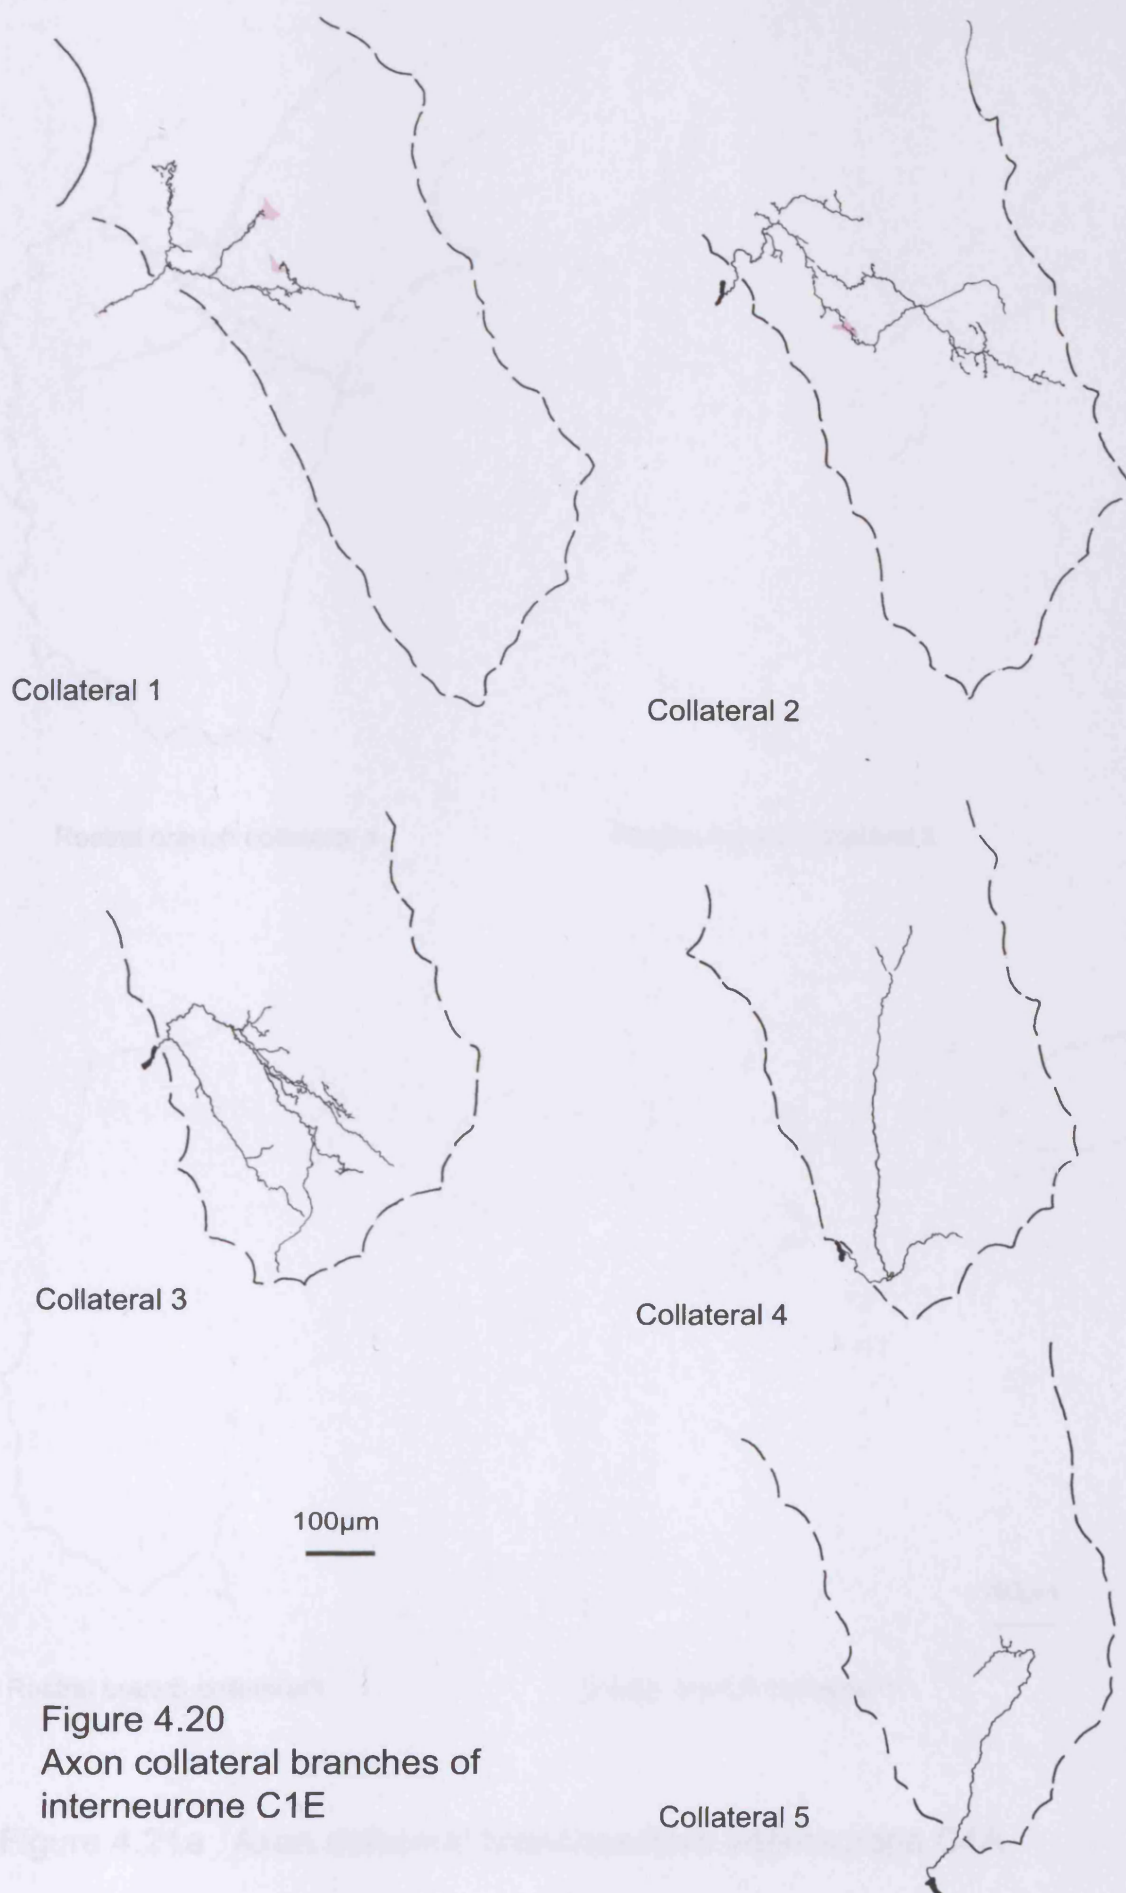 Collateral 1
Collateral 2
Collateral 3
Collateral 4
100µm
Collateral 5
Figure 4.20
Axon collateral branches of
interneurone C1E